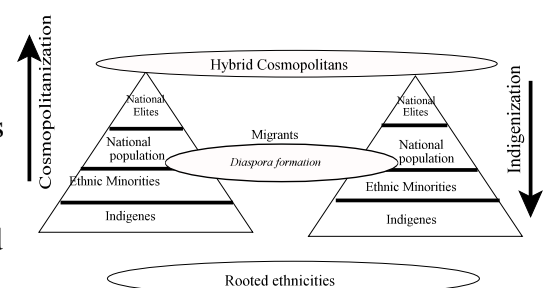 Hybrid Cosmopolitans
Cosmopolitanization
National
Elites
National
population
Ethnic Minorities
Indigenes
Migrants
Diaspora formation
National
Elites
National
population
Ethnic Minorities
Indigenes
Indigenization
Rooted ethnicities